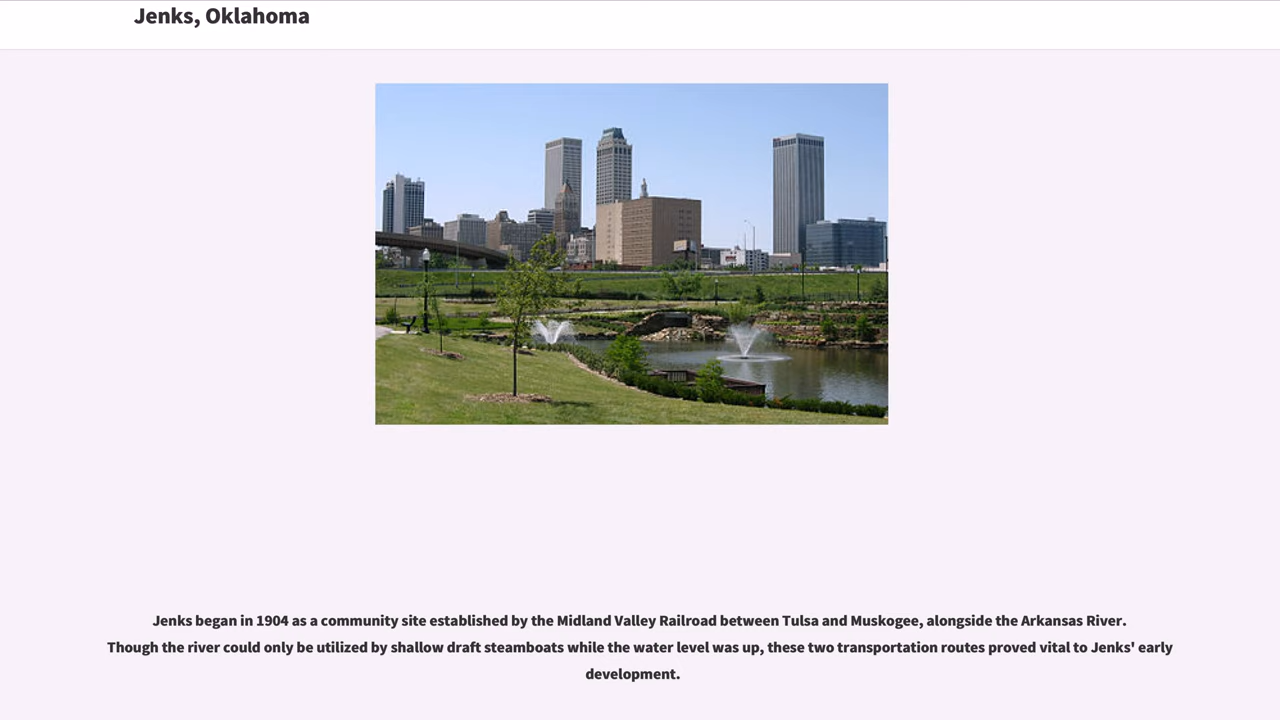 Jenks, Oklahoma
Jenks began in 1904 as a community site established by the Midland Valley Railroad between Tulsa and Muskogee, alongside the Arkansas River.
Though the river could only be utilized by shallow draft steamboats while the water level was up, these two transportation routes proved vital to Jenks' early
development.